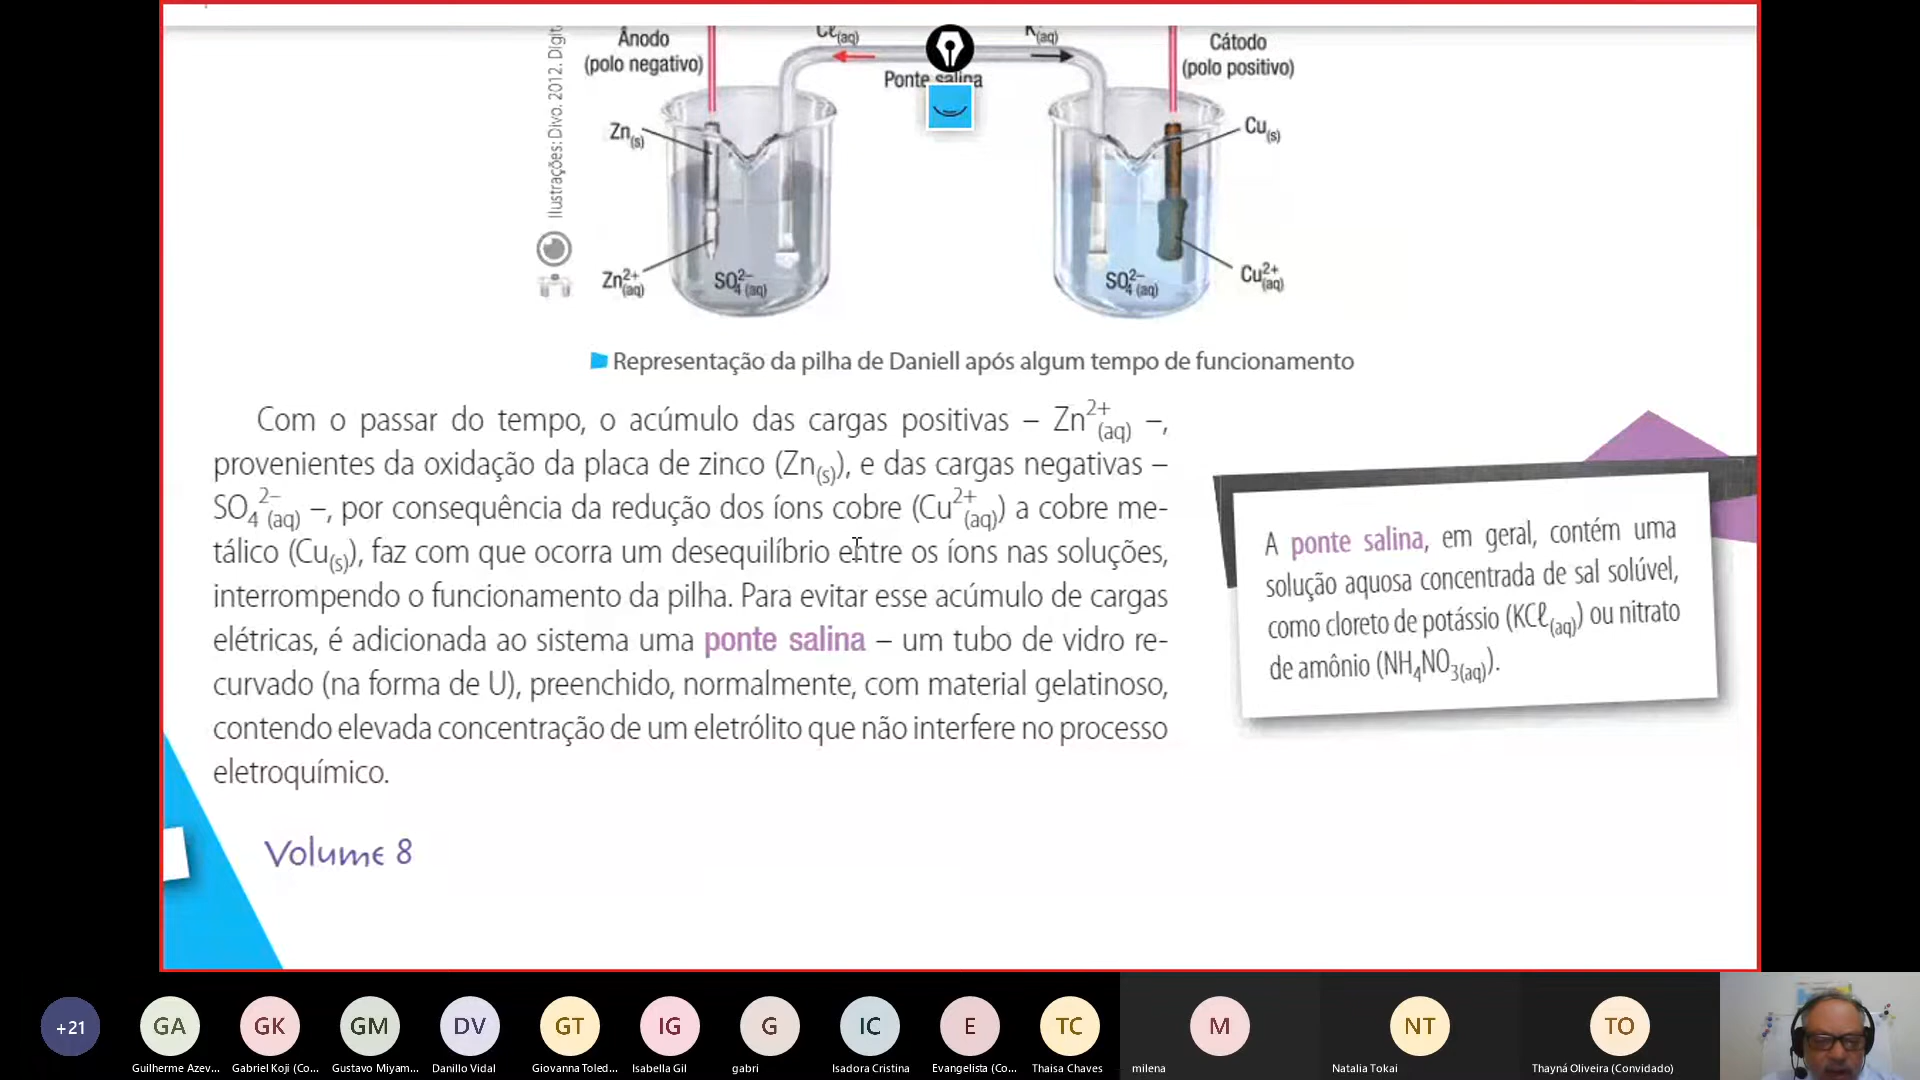 Ânodo
(polo negativo)
Cℓ(aq)
K(aq)
Cátodo
(polo positivo)
Ponte salina
Ilustrações: Divo. 2012. Digit
Zn(s)
Cu(s)
Zn2+(aq)
SO4 2–(aq)
SO4 2–(aq)
Cu2+(aq)
Representação da pilha de Daniell após algum tempo de funcionamento
Com o passar do tempo, o acúmulo das cargas positivas – Zn2+(aq) –,
provenientes da oxidação da placa de zinco (Zn(s)), e das cargas negativas –
SO4 2–(aq) –, por consequência da redução dos íons cobre (Cu2+(aq)) a cobre me-
tálico (Cu(s)), faz com que ocorra um desequilíbrio entre os íons nas soluções,
interrompendo o funcionamento da pilha. Para evitar esse acúmulo de cargas
elétricas, é adicionada ao sistema uma ponte salina – um tubo de vidro re-
curvado (na forma de U), preenchido, normalmente, com material gelatinoso,
contendo elevada concentração de um eletrólito que não interfere no processo
eletroquímico.
A ponte salina, em geral, contém uma
solução aquosa concentrada de sal solúvel,
como cloreto de potássio (KCℓ(aq)) ou nitrato
de amônio (NH4NO3(aq)).
Volume 8
+21
GA
GK
GM
DV
GT
IG
G
IC
E
TC
M
NT
TO
Guilherme Azev...
Gabriel Koji (Co...
Gustavo Miyam...
Danillo Vidal
Giovanna Toled...
Isabella Gil
gabri
Isadora Cristina
Evangelista (Co...
Thaisa Chaves
milena
Natalia Tokai
Thayná Oliveira (Convidado)